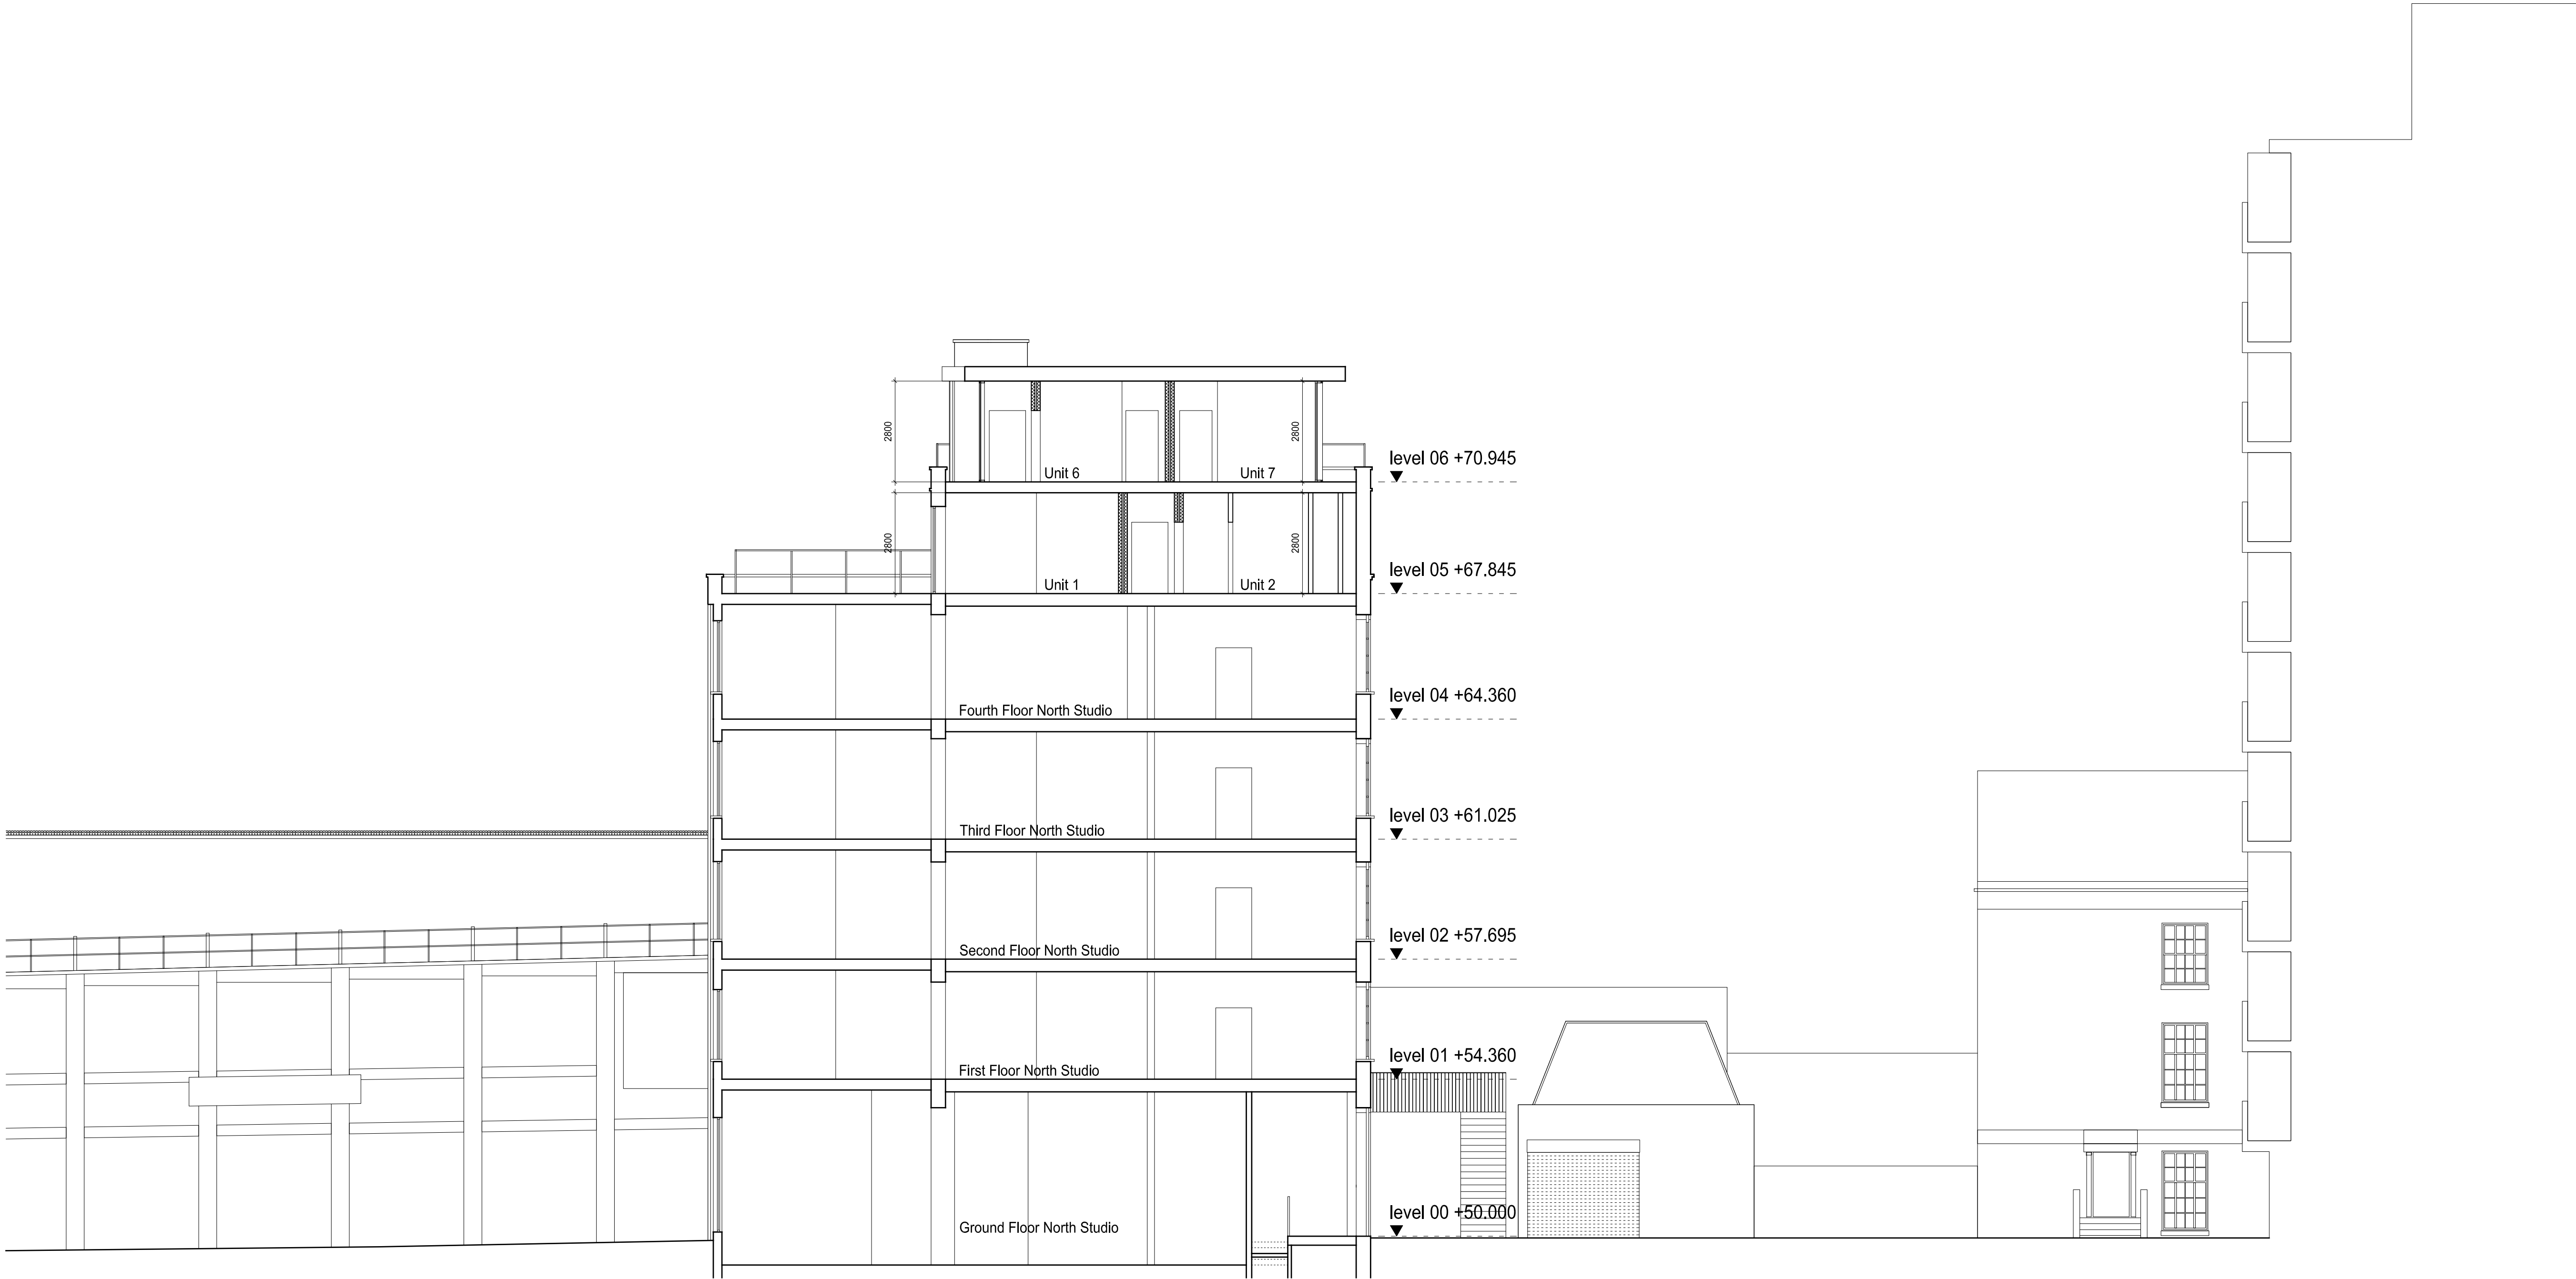 2800
2800
Unit 6
Unit 7
level 06 +70.945
2800
2800
Unit 1
Unit 2
level 05 +67.845
Fourth Floor North Studio
level 04 +64.360
Third Floor North Studio
level 03 +61.025
Second Floor North Studio
level 02 +57.695
First Floor North Studio
level 01 +54.360
Ground Floor North Studio
level 00 +50.000